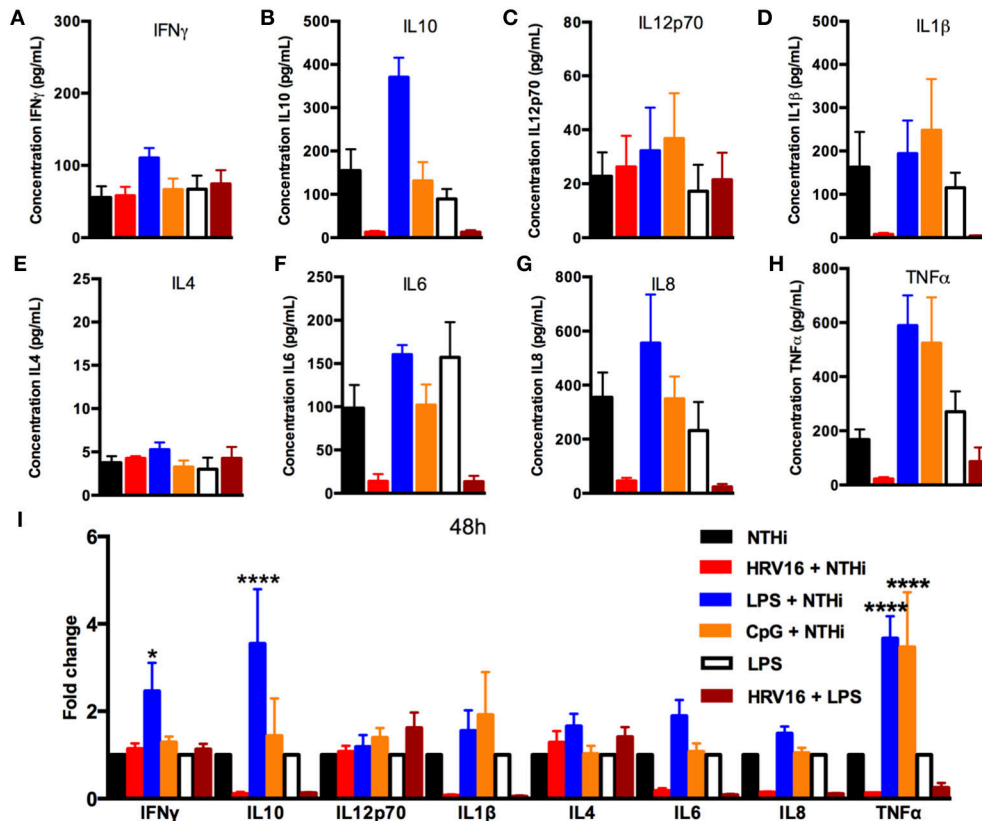 A
IFNγ
Concentration IFNγ (pg/mL)
300
200
100
0
B
IL10
Concentration IL10 (pg/mL)
500
400
300
200
100
0
C
IL12p70
Concentration IL12p70 (pg/mL)
80
60
40
20
0
D
IL1β
Concentration IL1β (pg/mL)
500
400
300
200
100
0
E
IL4
Concentration IL4 (pg/mL)
25
20
15
10
5
0
F
IL6
Concentration IL6 (pg/mL)
250
200
150
100
50
0
G
IL8
Concentration IL8 (pg/mL)
800
600
400
200
0
H
TNFα
Concentration TNFα (pg/mL)
800
600
400
200
0
I
48h
Fold change
6
4
2
0
*
****
****
****
NTHi
HRV16 + NTHi
LPS + NTHi
CpG + NTHi
LPS
HRV16 + LPS
IFNγ IL10 IL12p70 IL1β IL4 IL6 IL8 TNFα